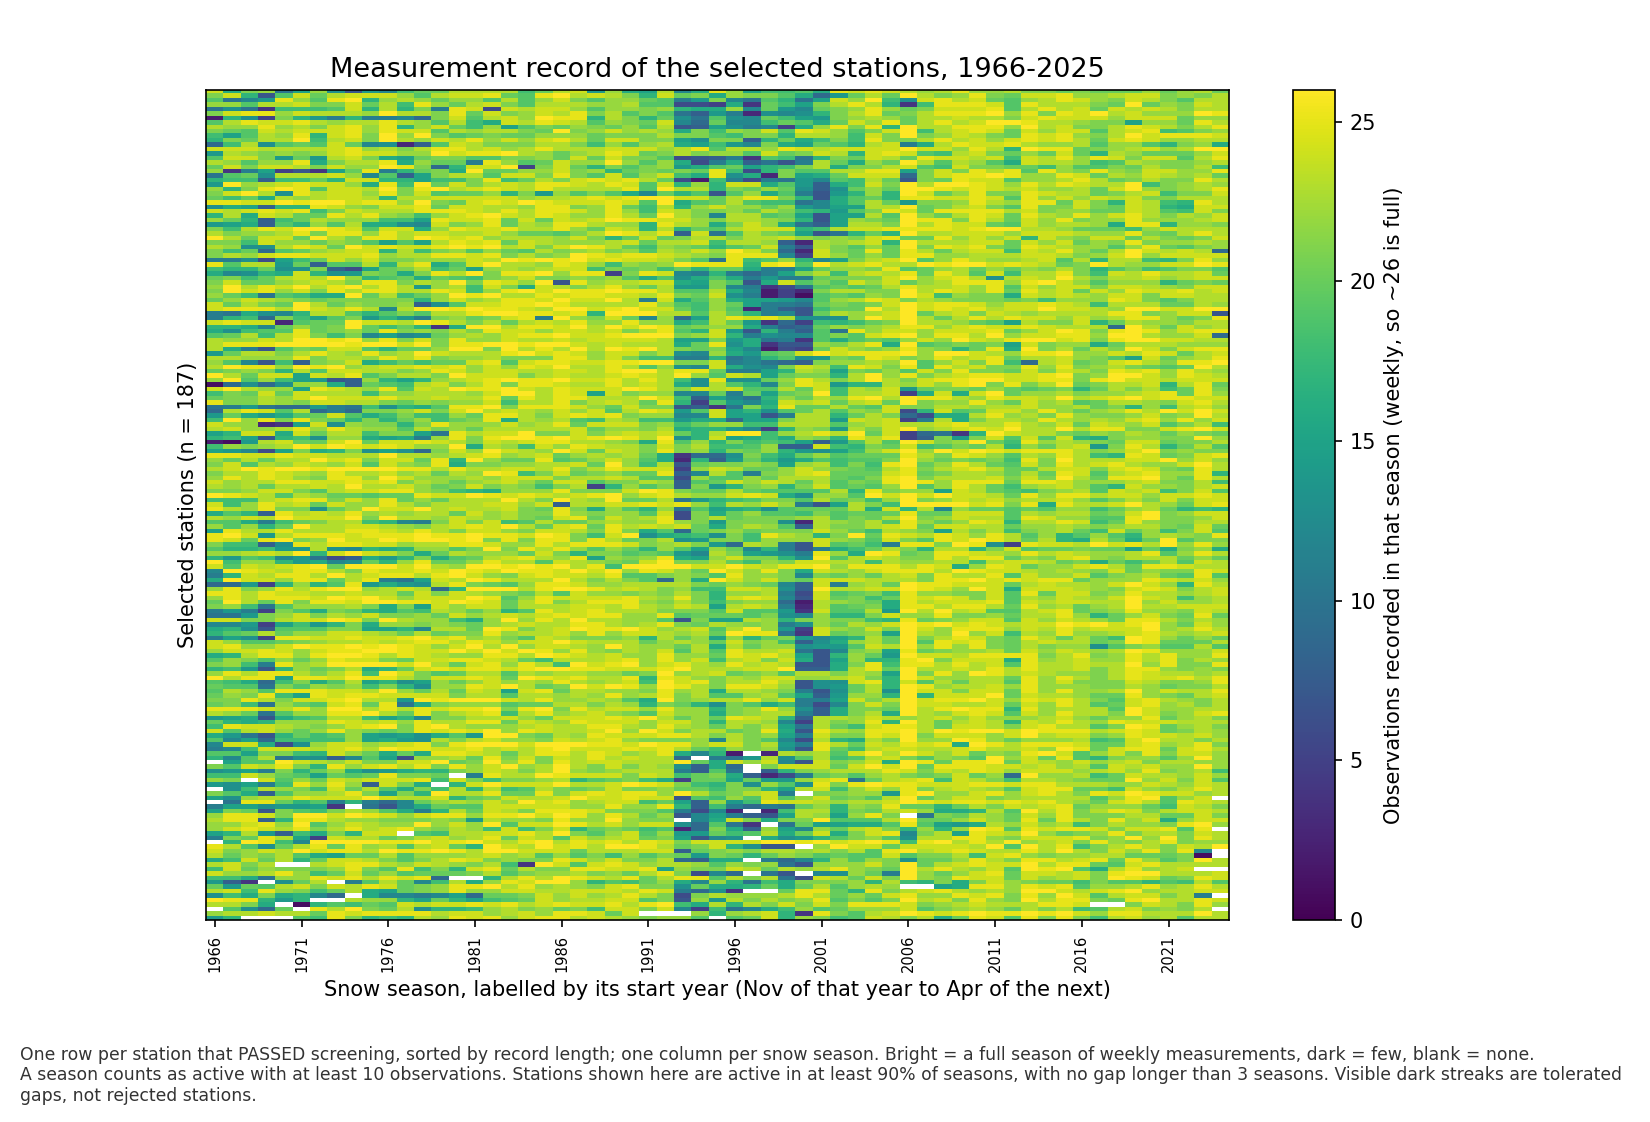 Measurement record of the selected stations, 1966-2025
Selected stations (n = 187)
1966
1971
1976
1981
1986
1991
1996
2001
2006
2011
2016
2021
Snow season, labelled by its start year (Nov of that year to Apr of the next)
25
20
15
10
5
0
Observations recorded in that season (weekly, so ~26 is full)
One row per station that PASSED screening, sorted by record length; one column per snow season. Bright = a full season of weekly measurements, dark = few, blank = none.
A season counts as active with at least 10 observations. Stations shown here are active in at least 90% of seasons, with no gap longer than 3 seasons. Visible dark streaks are tolerated
gaps, not rejected stations.